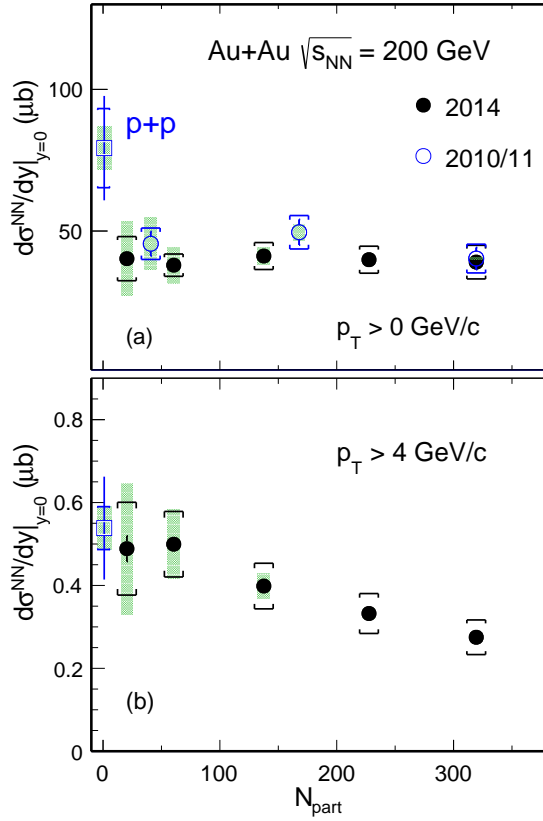 Au+Au √s_NN = 200 GeV
100
2014
p+p
2010/11
dσ^NN/dy|_y=0 (μb)
50
(a)
p_T > 0 GeV/c
0.8
p_T > 4 GeV/c
0.6
dσ^NN/dy|_y=0 (μb)
0.4
0.2
(b)
0
0 100 200 300
N_part